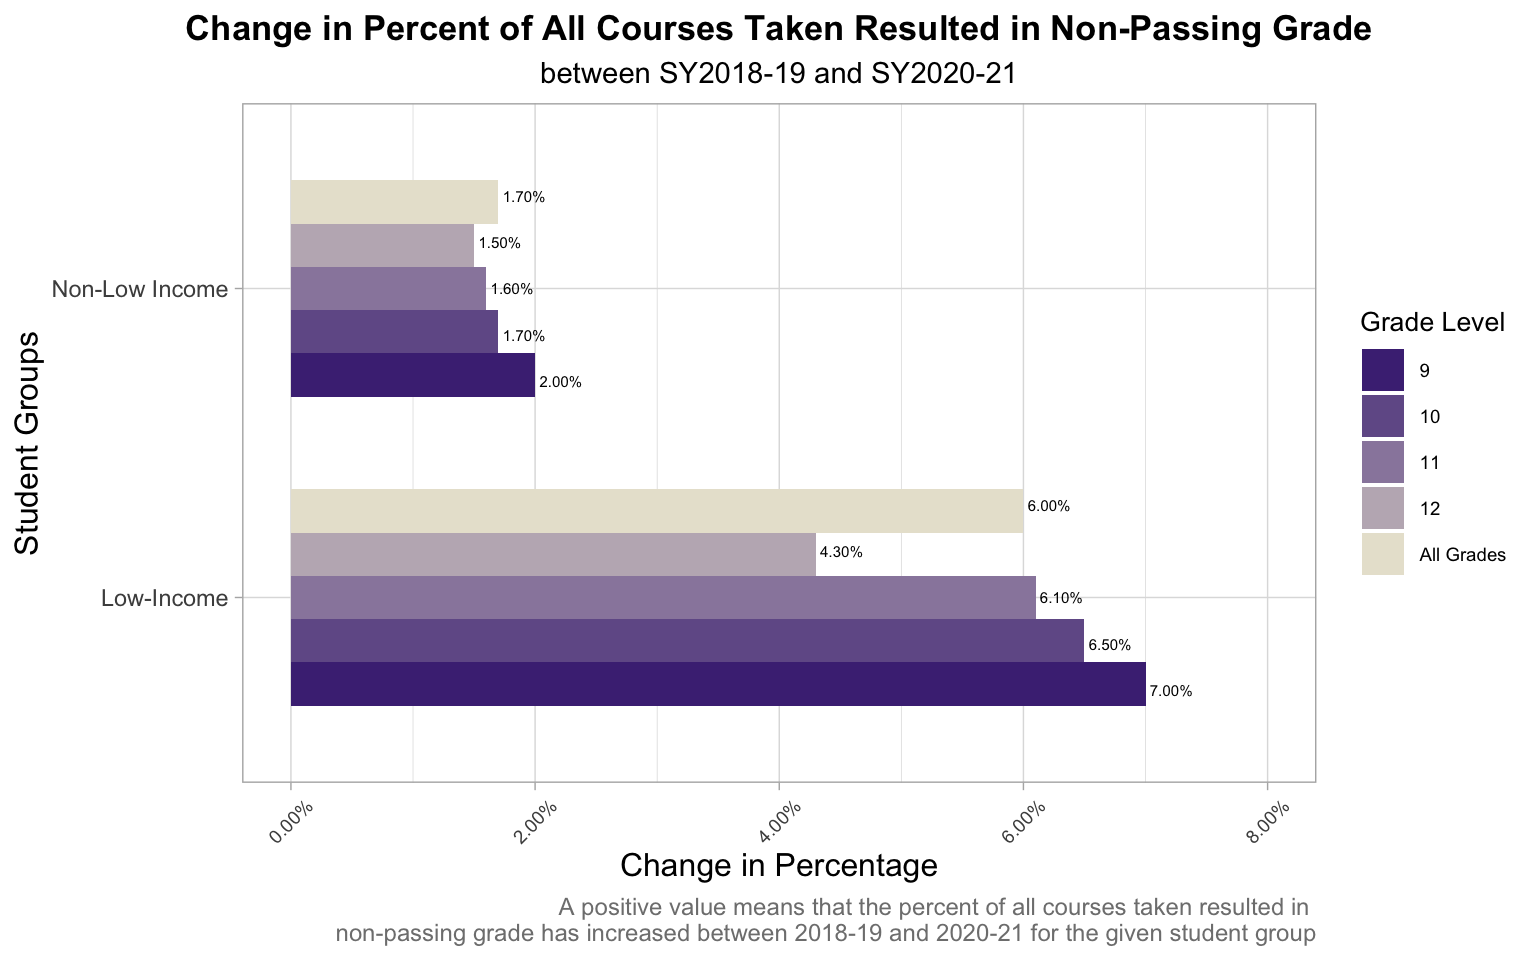 Change in Percent of All Courses Taken Resulted in Non-Passing Grade
between SY2018-19 and SY2020-21
Student Groups
Non-Low Income
1.70%
1.50%
1.60%
1.70%
2.00%
Low-Income
6.00%
4.30%
6.10%
6.50%
7.00%
0.00%
2.00%
4.00%
6.00%
8.00%
Change in Percentage
Grade Level
9
10
11
12
All Grades
A positive value means that the percent of all courses taken resulted in
non-passing grade has increased between 2018-19 and 2020-21 for the given student group